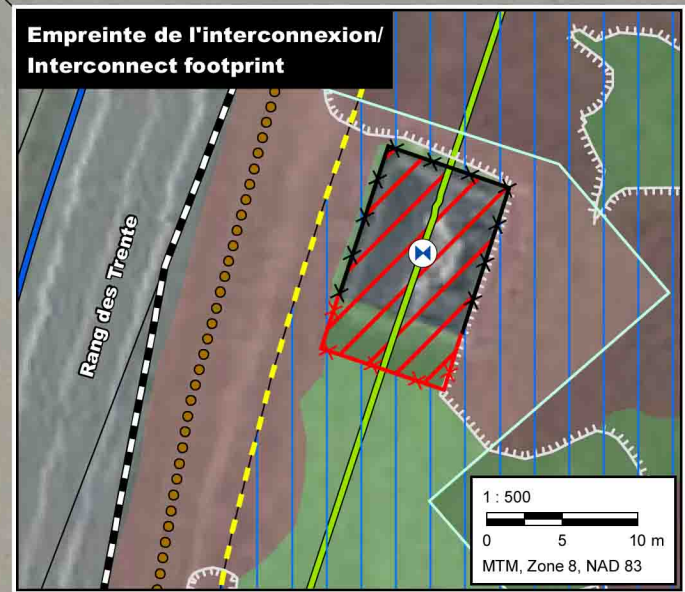 Empreinte de l'interconnexion/
Interconnect footprint
Rang des Trente
1 : 500
0 5 10 m
MTM, Zone 8, NAD 83